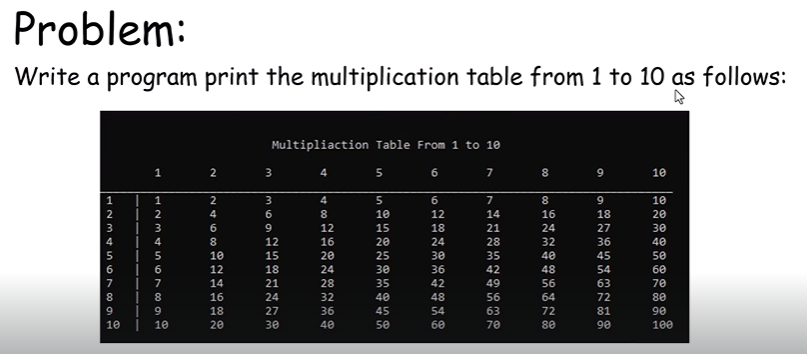 Problem:
Write a program print the multiplication table from 1 to 10 as follows:
Multipliaction Table From 1 to 10
1 2 3 4 5 6 7 8 9 10
1 | 1 2 3 4 5 6 7 8 9 10
2 | 2 4 6 8 10 12 14 16 18 20
3 | 3 6 9 12 15 18 21 24 27 30
4 | 4 8 12 16 20 24 28 32 36 40
5 | 5 10 15 20 25 30 35 40 45 50
6 | 6 12 18 24 30 36 42 48 54 60
7 | 7 14 21 28 35 42 49 56 63 70
8 | 8 16 24 32 40 48 56 64 72 80
9 | 9 18 27 36 45 54 63 72 81 90
10 | 10 20 30 40 50 60 70 80 90 100